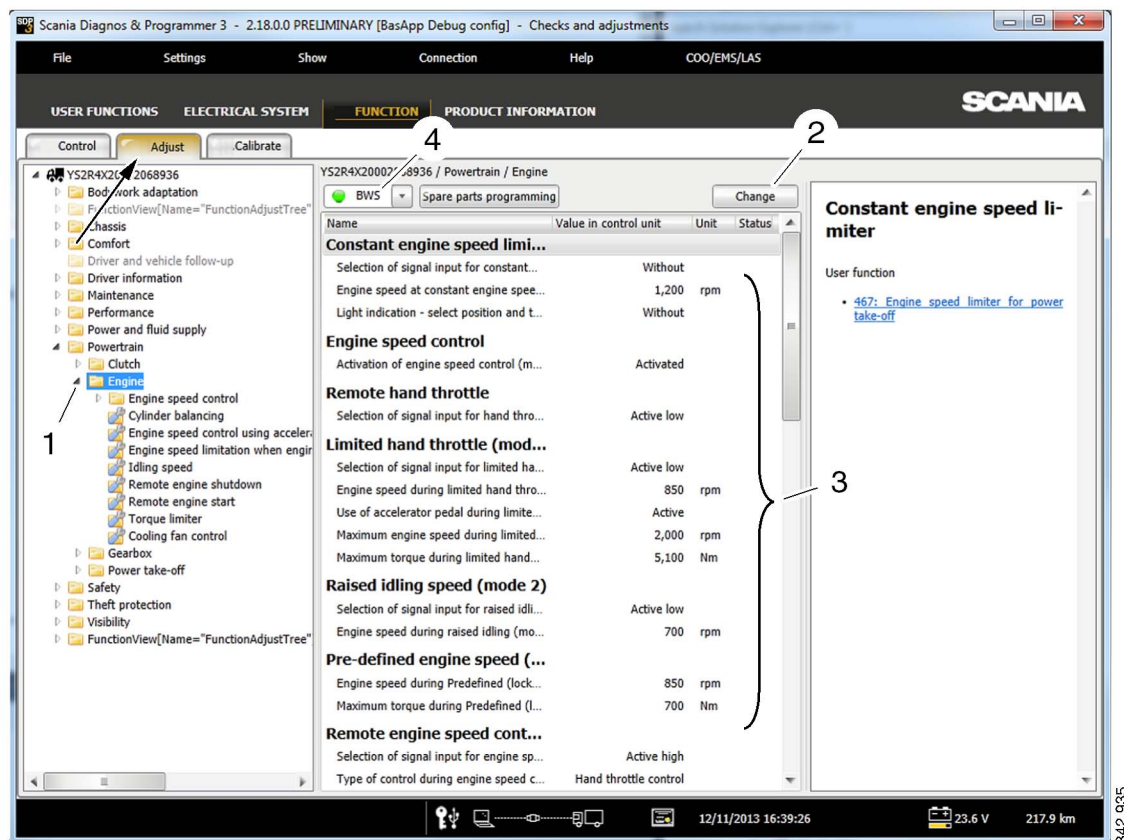 SDP 3 Scania Diagnos & Programmer 3 - 2.18.0.0 PRELIMINARY [BasApp Debug config] - Checks and adjustments
File Settings Show Connection Help COO/EMS/LAS
USER FUNCTIONS ELECTRICAL SYSTEM FUNCTION PRODUCT INFORMATION SCANIA
Control Adjust Calibrate
4
2
YS2R4X20002068936
Bodywork adaptation
FunctionView[Name="FunctionAdjustTree"
Chassis
Comfort
Driver and vehicle follow-up
Driver information
Maintenance
Performance
Power and fluid supply
Powertrain
Clutch
Engine
1
Engine speed control
Cylinder balancing
Engine speed control using accelera
Engine speed limitation when engin
Idling speed
Remote engine shutdown
Remote engine start
Torque limiter
Cooling fan control
Gearbox
Power take-off
Safety
Theft protection
Visibility
FunctionView[Name="FunctionAdjustTree"
YS2R4X20002068936 / Powertrain / Engine
BWS Spare parts programming Change
Name Value in control unit Unit Status
Constant engine speed limi...
Selection of signal input for constant... Without
Engine speed at constant engine spee... 1,200 rpm
Light indication - select position and t... Without
Engine speed control
Activation of engine speed control (m... Activated
Remote hand throttle
Selection of signal input for hand thro... Active low
Limited hand throttle (mod...
Selection of signal input for limited ha... Active low
Engine speed during limited hand thro... 850 rpm
Use of accelerator pedal during limite... Active
Maximum engine speed during limited... 2,000 rpm
Maximum torque during limited hand... 5,100 Nm
Raised idling speed (mode 2)
Selection of signal input for raised idli... Active low
Engine speed during raised idling (mo... 700 rpm
Pre-defined engine speed (...
Engine speed during Predefined (lock... 850 rpm
Maximum torque during Predefined (l... 700 Nm
Remote engine speed cont...
Selection of signal input for engine sp... Active high
Type of control during engine speed c... Hand throttle control
3
Constant engine speed li-
miter
User function
467: Engine speed limiter for power
take-off
12/11/2013 16:39:26 23.6 V 217.9 km